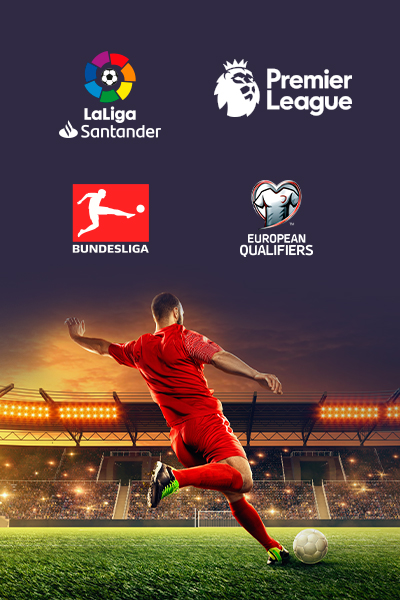 LaLiga
Santander
Premier
League
BUNDESLIGA
EUROPEAN
QUALIFIERS